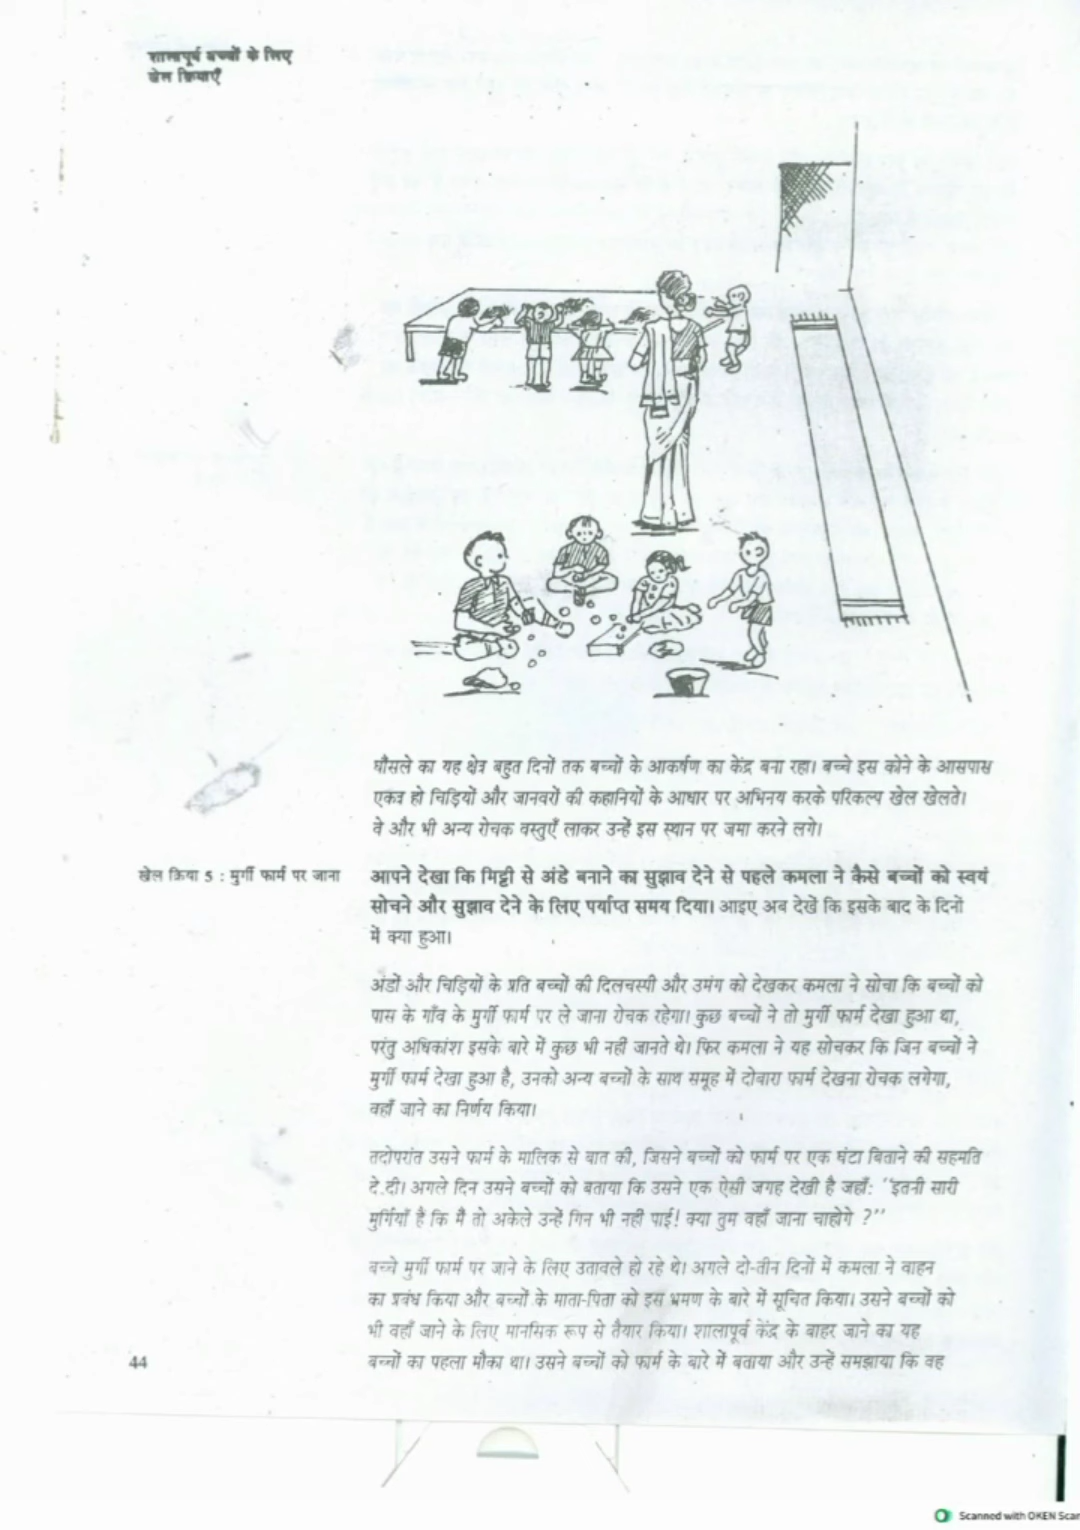 शालापूर्व बच्चों के लिए
खेल क्रियाएँ
घौंसले का यह क्षेत्र बहुत दिनों तक बच्चों के आकर्षण का केंद्र बना रहा। बच्चे इस कोने के आसपास
एकत्र हो चिड़ियों और जानवरों की कहानियों के आधार पर अभिनय करके परिकल्प खेल खेलते।
वे और भी अन्य रोचक वस्तुएँ लाकर उन्हें इस स्थान पर जमा करने लगे।
खेल क्रिया 5 : मुर्गी फार्म पर जाना
आपने देखा कि मिट्टी से अंडे बनाने का सुझाव देने से पहले कमला ने कैसे बच्चों को स्वयं
सोचने और सुझाव देने के लिए पर्याप्त समय दिया। आइए अब देखें कि इसके बाद के दिनों
में क्या हुआ।
अंडों और चिड़ियों के प्रति बच्चों की दिलचस्पी और उमंग को देखकर कमला ने सोचा कि बच्चों को
पास के गाँव के मुर्गी फार्म पर ले जाना रोचक रहेगा। कुछ बच्चों ने तो मुर्गी फार्म देखा हुआ था,
परंतु अधिकांश इसके बारे में कुछ भी नहीं जानते थे। फिर कमला ने यह सोचकर कि जिन बच्चों ने
मुर्गी फार्म देखा हुआ है, उनको अन्य बच्चों के साथ समूह में दोबारा फार्म देखना रोचक लगेगा,
वहाँ जाने का निर्णय किया।
तदोपरांत उसने फार्म के मालिक से बात की, जिसने बच्चों को फार्म पर एक घंटा बिताने की सहमति
दे दी। अगले दिन उसने बच्चों को बताया कि उसने एक ऐसी जगह देखी है जहाँ: "इतनी सारी
मुर्गियाँ है कि मैं तो अकेले उन्हें गिन भी नहीं पाई! क्या तुम वहाँ जाना चाहोगे ?"
बच्चे मुर्गी फार्म पर जाने के लिए उतावले हो रहे थे। अगले दो-तीन दिनों में कमला ने वाहन
का प्रबंध किया और बच्चों के माता-पिता को इस भ्रमण के बारे में सूचित किया। उसने बच्चों को
भी वहाँ जाने के लिए मानसिक रूप से तैयार किया। शालापूर्व केंद्र के बाहर जाने का यह
बच्चों का पहला मौका था। उसने बच्चों को फार्म के बारे में बताया और उन्हें समझाया कि वह
44
Scanned with OKEN Scan